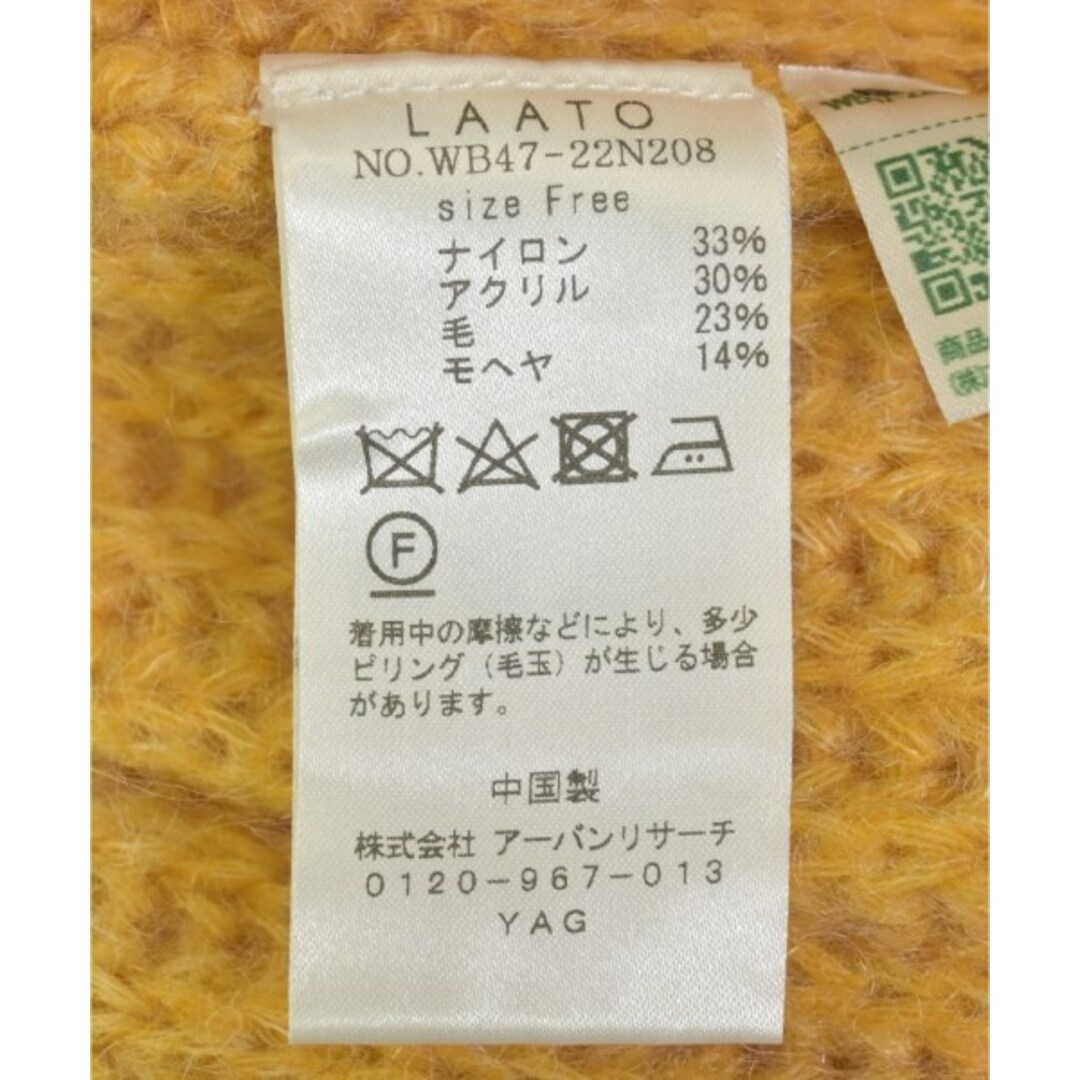 LAATO
NO.WB47-22N208
size Free
ナイロン 33%
アクリル 30%
毛 23%
モヘヤ 14%
F
着用中の摩擦などにより、多少
ピリング（毛玉）が生じる場合
があります。
中国製
株式会社 アーバンリサーチ
0120-967-013
YAG
商品
(株)